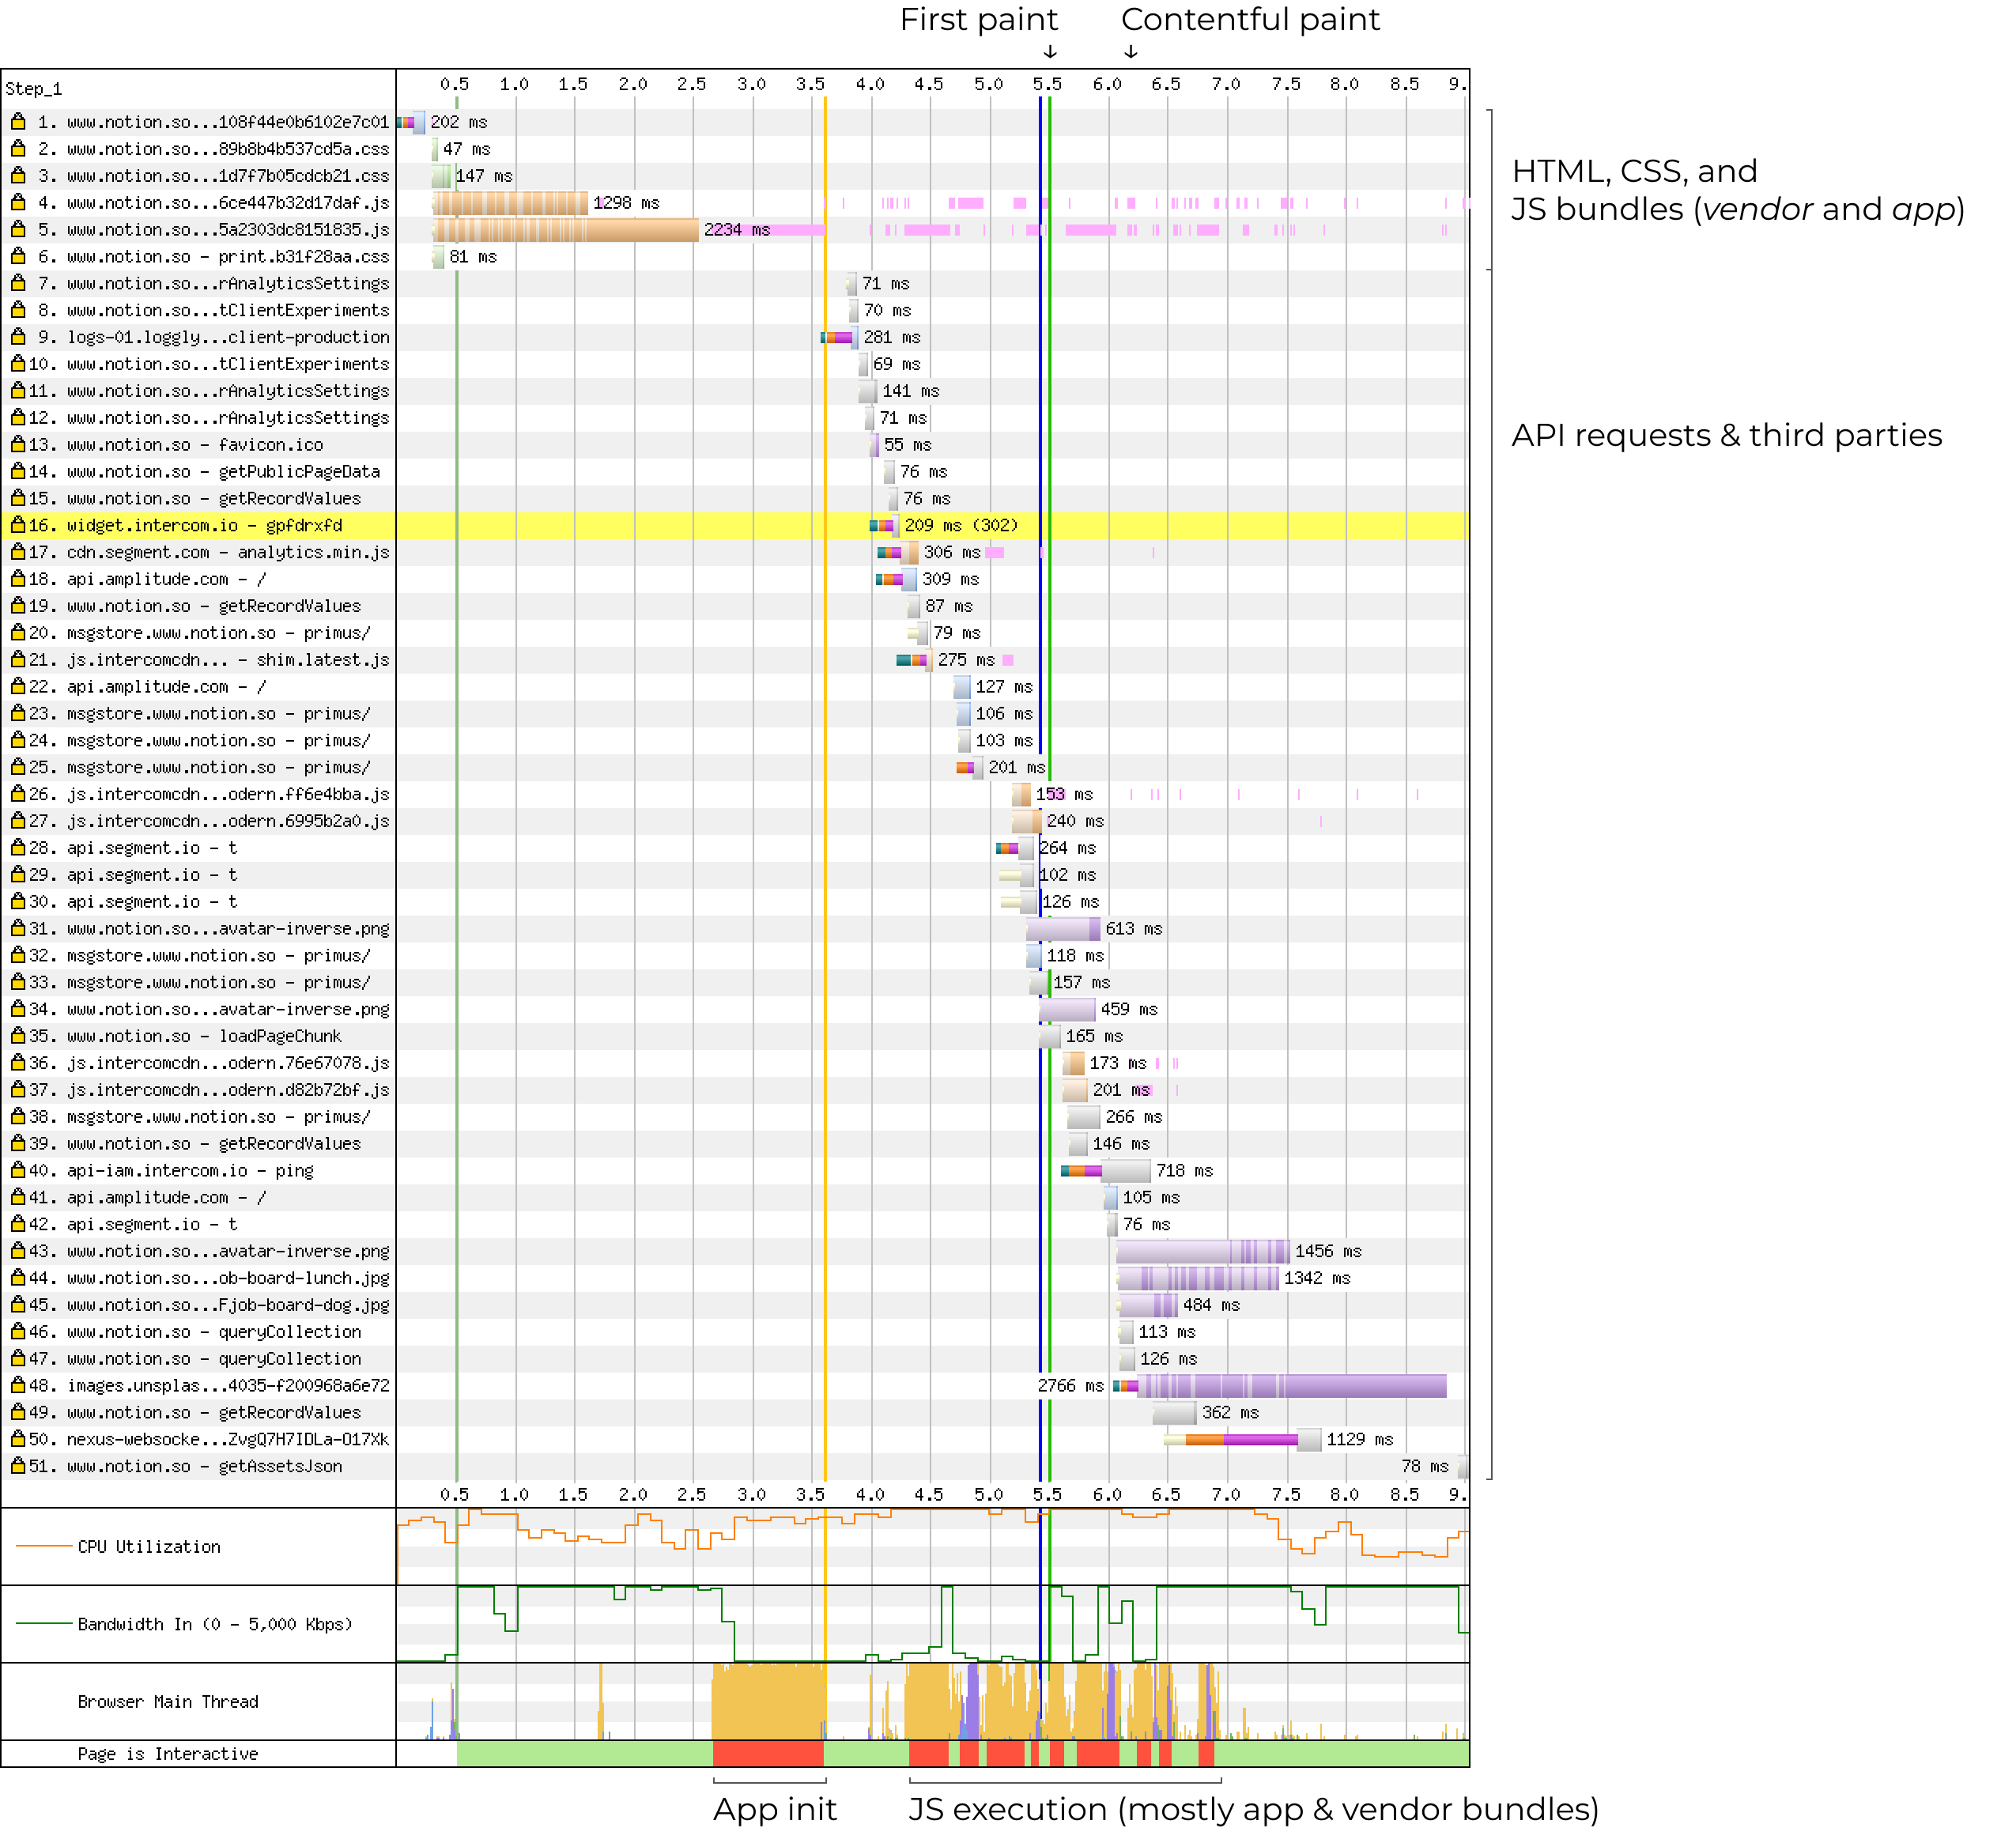 First paint Contentful paint
↓ ↓
Step_1 0.5 1.0 1.5 2.0 2.5 3.0 3.5 4.0 4.5 5.0 5.5 6.0 6.5 7.0 7.5 8.0 8.5 9.
1. www.notion.so...108f44e0b6102e7c01 202 ms
2. www.notion.so...89b8b4b537cd5a.css 47 ms
3. www.notion.so...1d7f7b05cdcb21.css 147 ms
4. www.notion.so...6ce447b32d17daf.js 1298 ms
5. www.notion.so...5a2303dc8151835.js 2234 ms
6. www.notion.so - print.b31f28aa.css 81 ms
HTML, CSS, and
JS bundles (vendor and app)
7. www.notion.so...rAnalyticsSettings 71 ms
8. www.notion.so...tClientExperiments 70 ms
9. logs-01.loggly...client-production 281 ms
10. www.notion.so...tClientExperiments 69 ms
11. www.notion.so...rAnalyticsSettings 141 ms
12. www.notion.so...rAnalyticsSettings 71 ms
13. www.notion.so - favicon.ico 55 ms
API requests & third parties
14. www.notion.so - getPublicPageData 76 ms
15. www.notion.so - getRecordValues 76 ms
16. widget.intercom.io - gpfdrxfd 209 ms (302)
17. cdn.segment.com - analytics.min.js 306 ms
18. api.amplitude.com - / 309 ms
19. www.notion.so - getRecordValues 87 ms
20. msgstore.www.notion.so - primus/ 79 ms
21. js.intercomcdn... - shim.latest.js 275 ms
22. api.amplitude.com - / 127 ms
23. msgstore.www.notion.so - primus/ 106 ms
24. msgstore.www.notion.so - primus/ 103 ms
25. msgstore.www.notion.so - primus/ 201 ms
26. js.intercomcdn...odern.ff6e4bba.js 153 ms
27. js.intercomcdn...odern.6995b2a0.js 240 ms
28. api.segment.io - t 264 ms
29. api.segment.io - t 102 ms
30. api.segment.io - t 126 ms
31. www.notion.so...avatar-inverse.png 613 ms
32. msgstore.www.notion.so - primus/ 118 ms
33. msgstore.www.notion.so - primus/ 157 ms
34. www.notion.so...avatar-inverse.png 459 ms
35. www.notion.so - loadPageChunk 165 ms
36. js.intercomcdn...odern.76e67078.js 173 ms
37. js.intercomcdn...odern.d82b72bf.js 201 ms
38. msgstore.www.notion.so - primus/ 266 ms
39. www.notion.so - getRecordValues 146 ms
40. api-iam.intercom.io - ping 718 ms
41. api.amplitude.com - / 105 ms
42. api.segment.io - t 76 ms
43. www.notion.so...avatar-inverse.png 1456 ms
44. www.notion.so...ob-board-lunch.jpg 1342 ms
45. www.notion.so...Fjob-board-dog.jpg 484 ms
46. www.notion.so - queryCollection 113 ms
47. www.notion.so - queryCollection 126 ms
48. images.unsplas...4035-f200968a6e72 2766 ms
49. www.notion.so - getRecordValues 362 ms
50. nexus-websocke...ZvgQ7H7IDLa-O17Xk 1129 ms
51. www.notion.so - getAssetsJson 78 ms
0.5 1.0 1.5 2.0 2.5 3.0 3.5 4.0 4.5 5.0 5.5 6.0 6.5 7.0 7.5 8.0 8.5 9.
CPU Utilization
Bandwidth In (0 - 5,000 Kbps)
Browser Main Thread
Page is Interactive
App init JS execution (mostly app & vendor bundles)